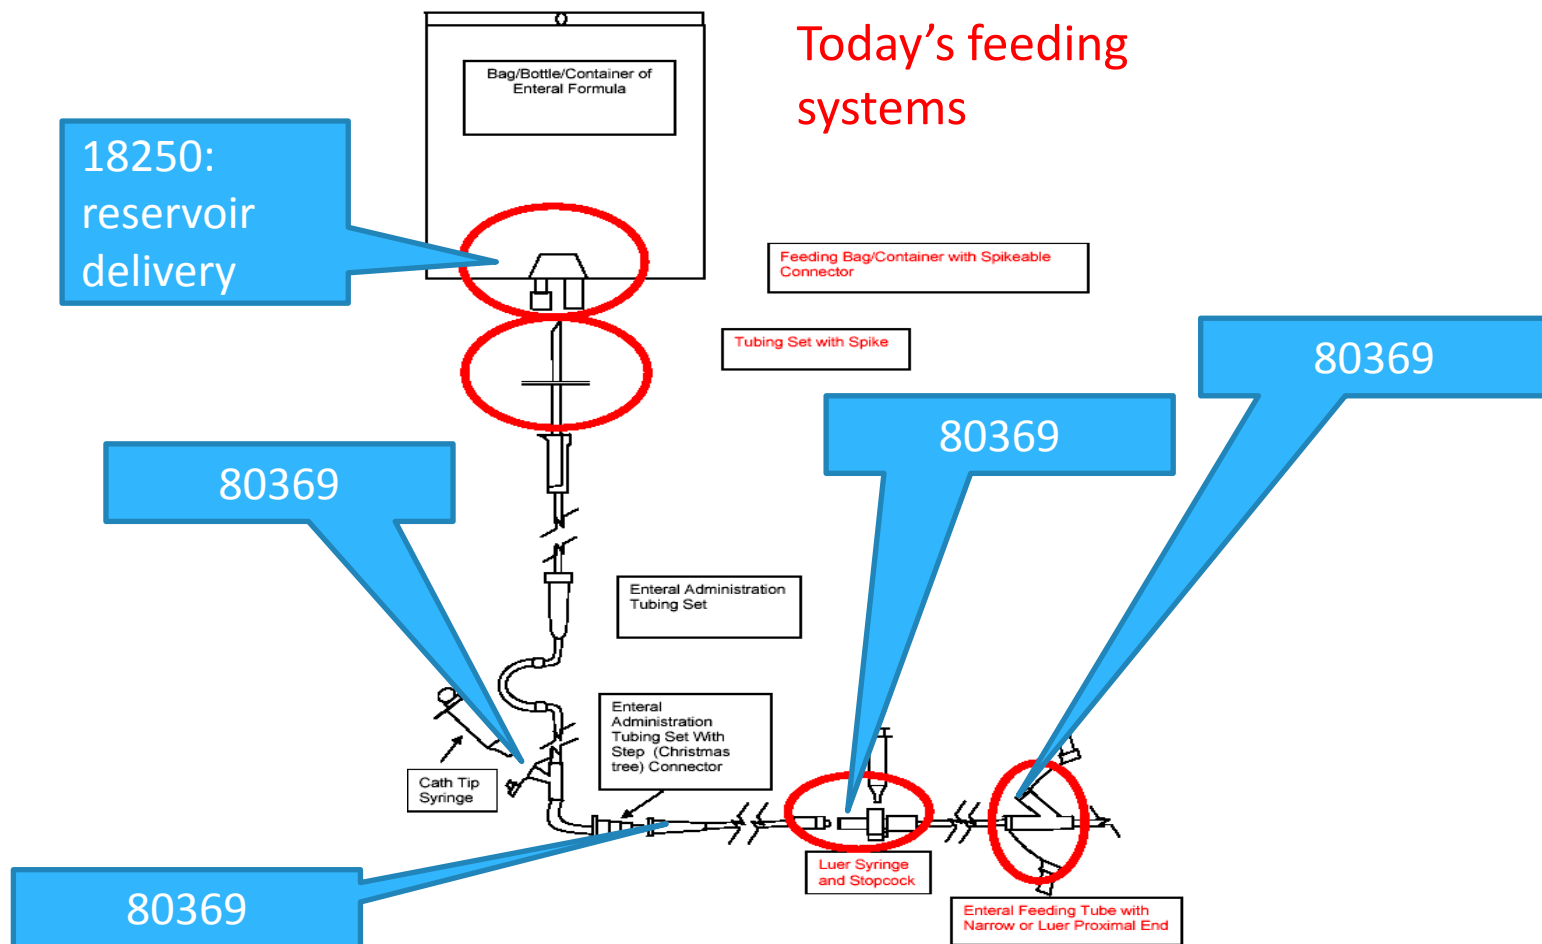 Today’s feeding
systems
Bag/Bottle/Container of
Enteral Formula
18250:
reservoir
delivery
Feeding Bag/Container with Spikeable
Connector
Tubing Set with Spike
80369
80369
80369
Enteral Administration
Tubing Set
Enteral
Administration
Tubing Set With
Step (Christmas
tree) Connector
Cath Tip
Syringe
Luer Syringe
and Stopcock
80369
Enteral Feeding Tube with
Narrow or Luer Proximal End